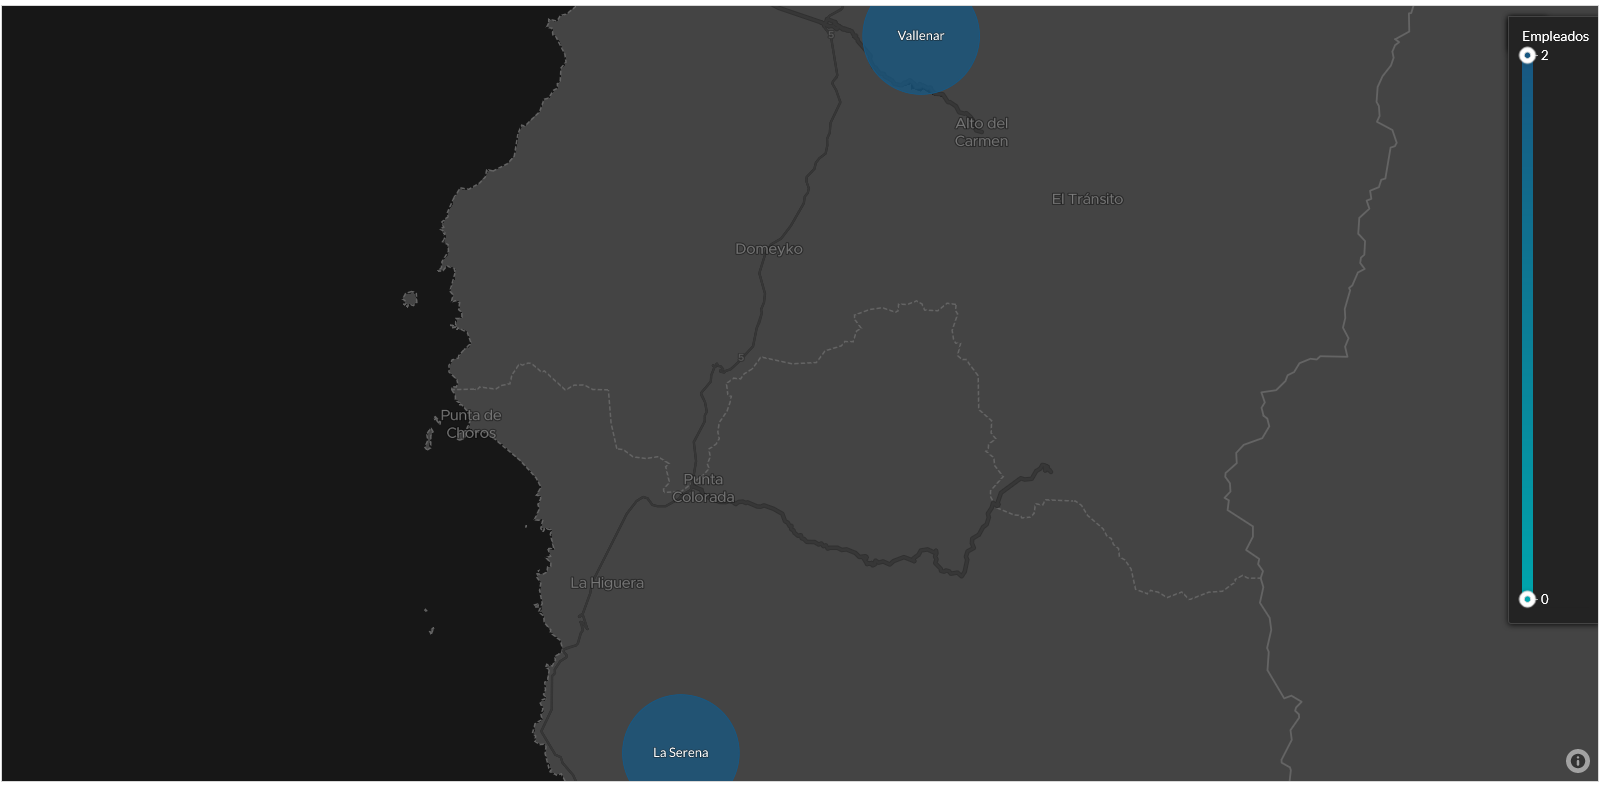 5
Vallenar
Empleados
2
Alto del
Carmen
El Tránsito
Domeyko
5
Punta de
Choros
Punta
Colorada
La Higuera
0
La Serena